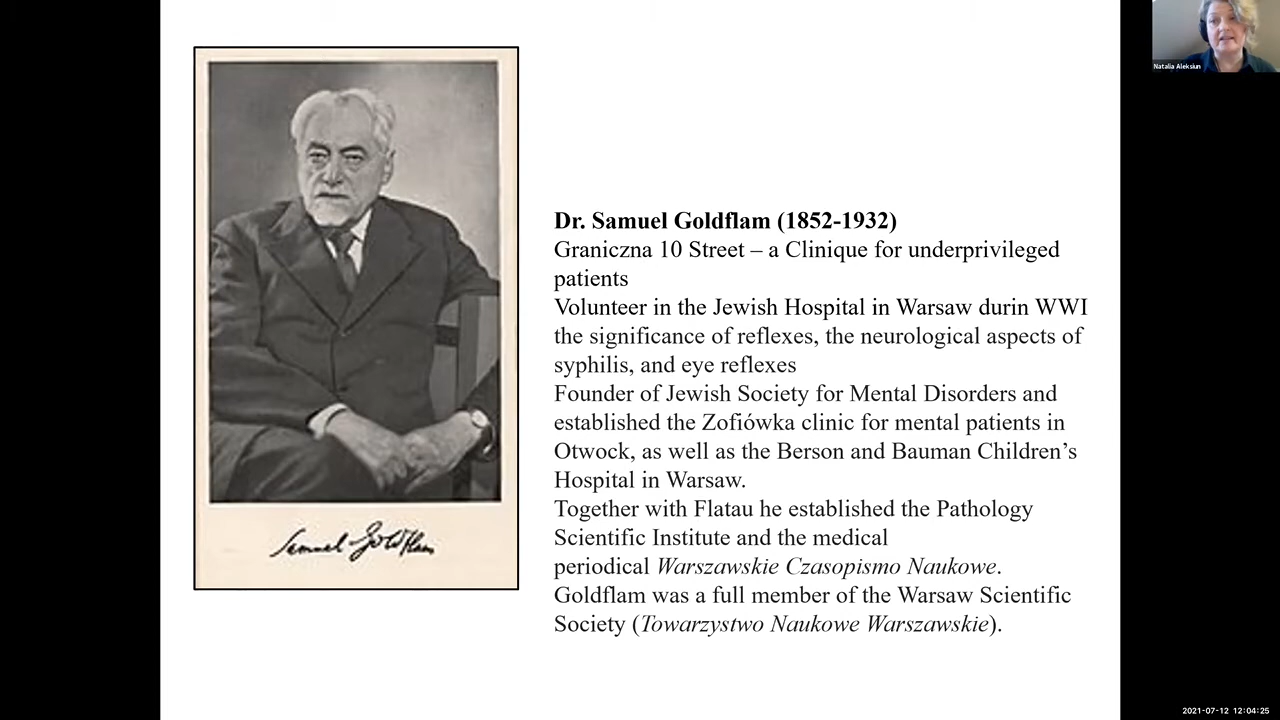 Natalia Aleksiun
Dr. Samuel Goldflam (1852-1932)
Graniczna 10 Street – a Clinique for underprivileged
patients
Volunteer in the Jewish Hospital in Warsaw durin WWI
the significance of reflexes, the neurological aspects of
syphilis, and eye reflexes
Founder of Jewish Society for Mental Disorders and
established the Zofiówka clinic for mental patients in
Otwock, as well as the Berson and Bauman Children’s
Hospital in Warsaw.
Together with Flatau he established the Pathology
Scientific Institute and the medical
periodical Warszawskie Czasopismo Naukowe.
Goldflam was a full member of the Warsaw Scientific
Society (Towarzystwo Naukowe Warszawskie).
Samuel Goldflam
2021-07-12 12:04:25